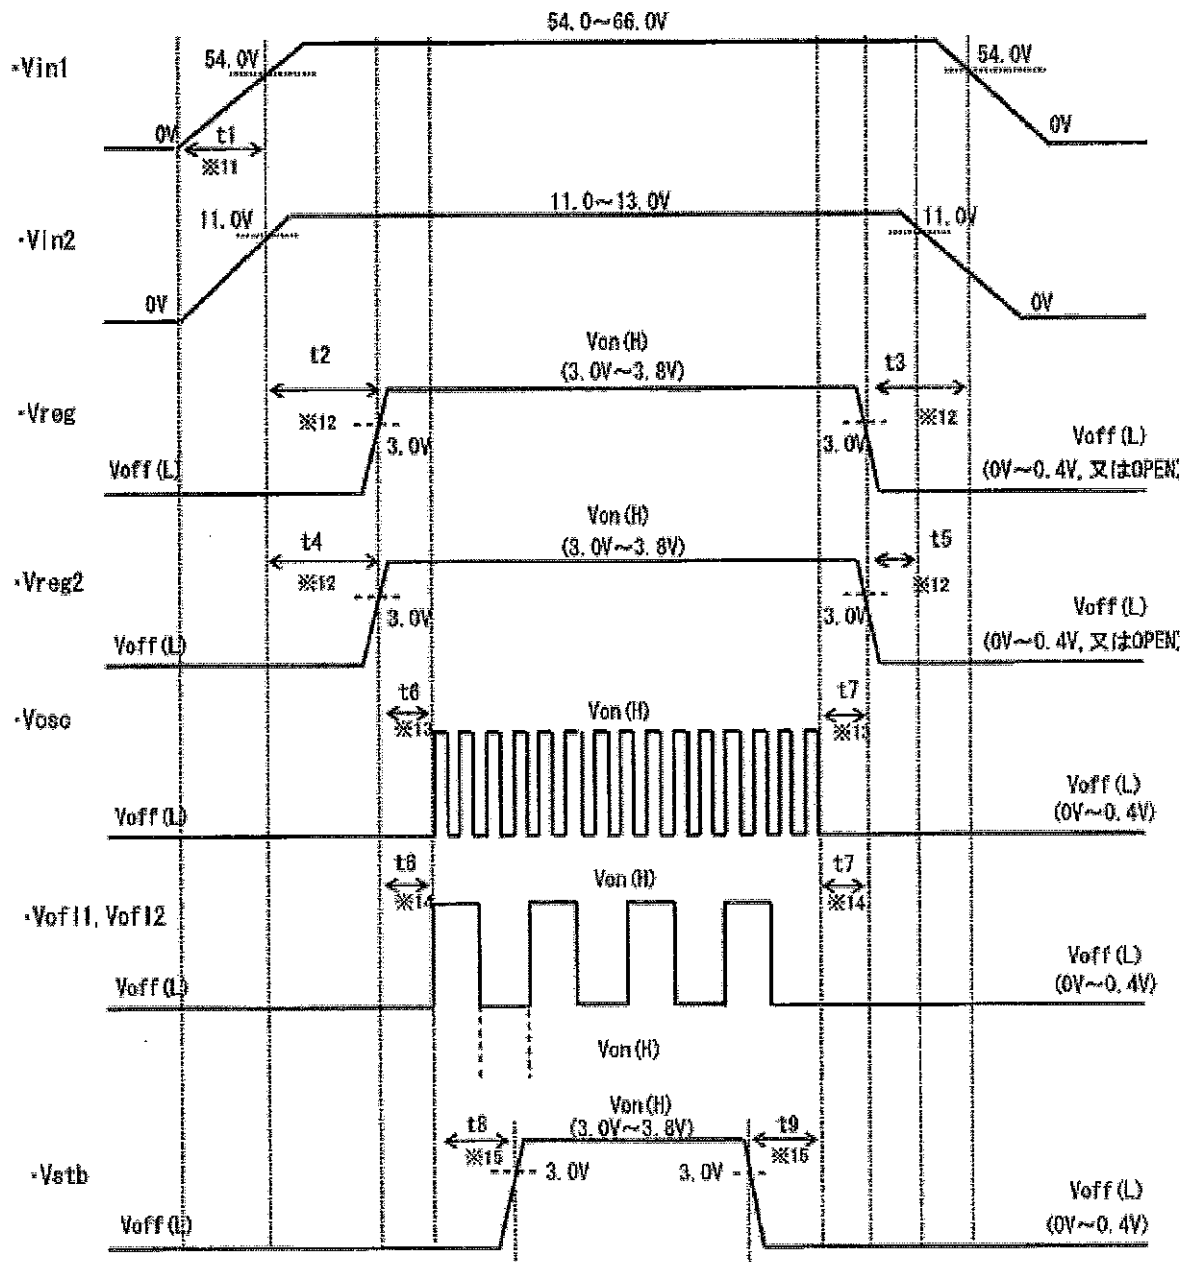 54.0～66.0V
・Vin1
54.0V
54.0V
0V
t1
※11
0V
11.0～13.0V
・Vin2
11.0V
11.0V
0V
0V
Von(H)
(3.0V～3.8V)
t2
t3
・Vreg
※12
※12
3.0V
3.0V
Voff(L)
Voff(L)
(0V～0.4V, 又はOPEN)
Von(H)
(3.0V～3.8V)
t4
t5
・Vreg2
※12
※12
3.0V
3.0V
Voff(L)
Voff(L)
(0V～0.4V, 又はOPEN)
t6
t7
・Vosc
Von(H)
※13
※13
Voff(L)
Voff(L)
(0V～0.4V)
t6
t7
Von(H)
※14
※14
・Vofl1, Vofl2
Voff(L)
Voff(L)
(0V～0.4V)
Von(H)
Von(H)
(3.0V～3.8V)
t8
t9
※15
※15
・Vstb
3.0V
3.0V
Voff(L)
Voff(L)
(0V～0.4V)